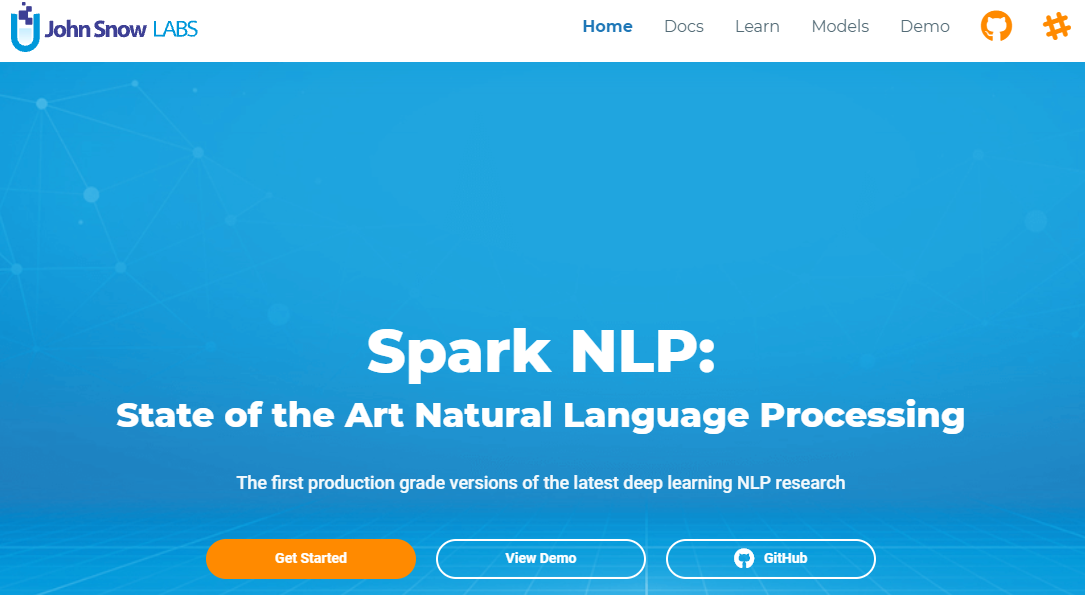 John Snow LABS
Home Docs Learn Models Demo
Spark NLP:
State of the Art Natural Language Processing
The first production grade versions of the latest deep learning NLP research
Get Started View Demo GitHub